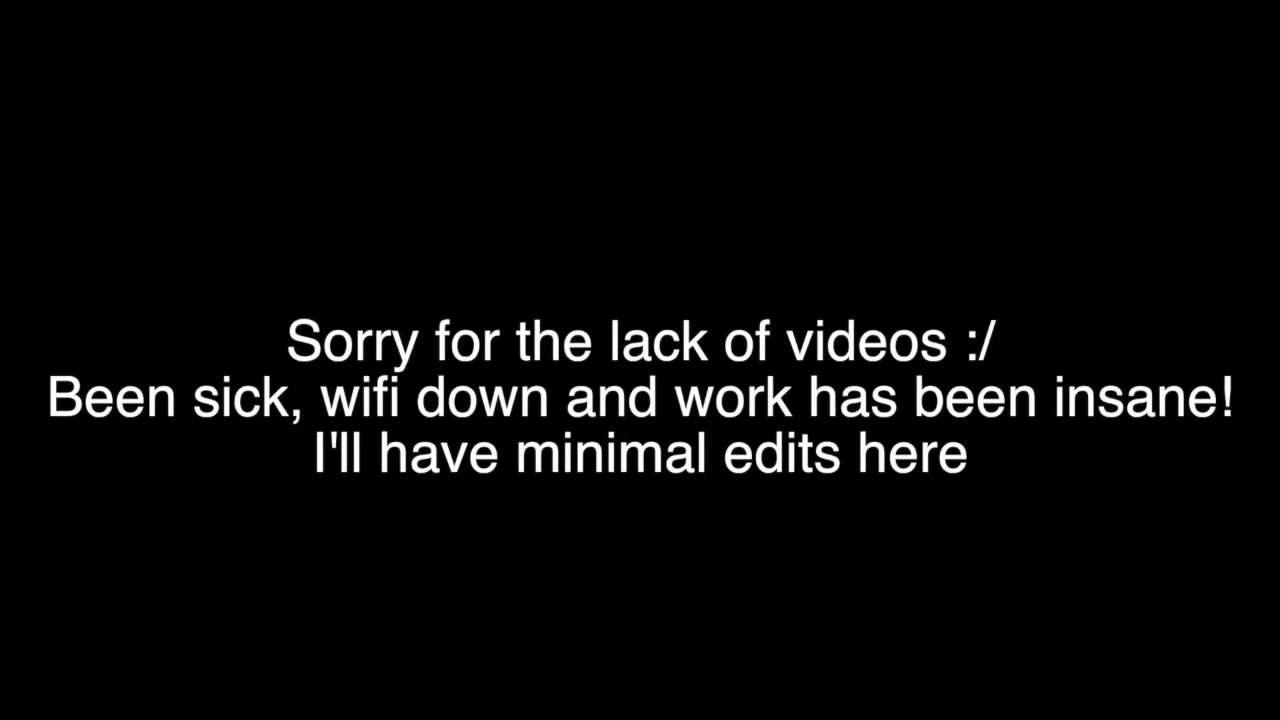 Sorry for the lack of videos :/
Been sick, wifi down and work has been insane!
I'll have minimal edits here